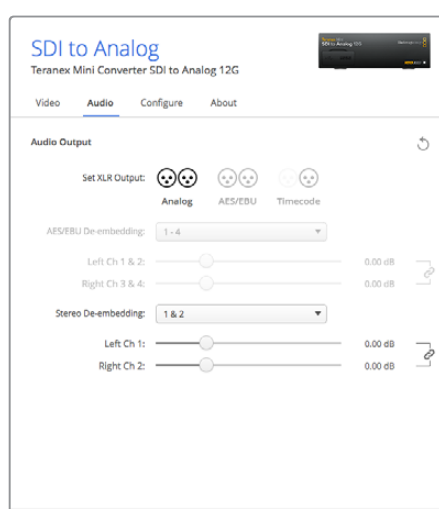 SDI to Analog
Teranex Mini Converter SDI to Analog 12G
Video Audio Configure About
Audio Output
Set XLR Output:
Analog AES/EBU Timecode
AES/EBU De-embedding: 1 - 4
Left Ch 1 & 2: 0.00 dB
Right Ch 3 & 4: 0.00 dB
Stereo De-embedding: 1 & 2
Left Ch 1: 0.00 dB
Right Ch 2: 0.00 dB